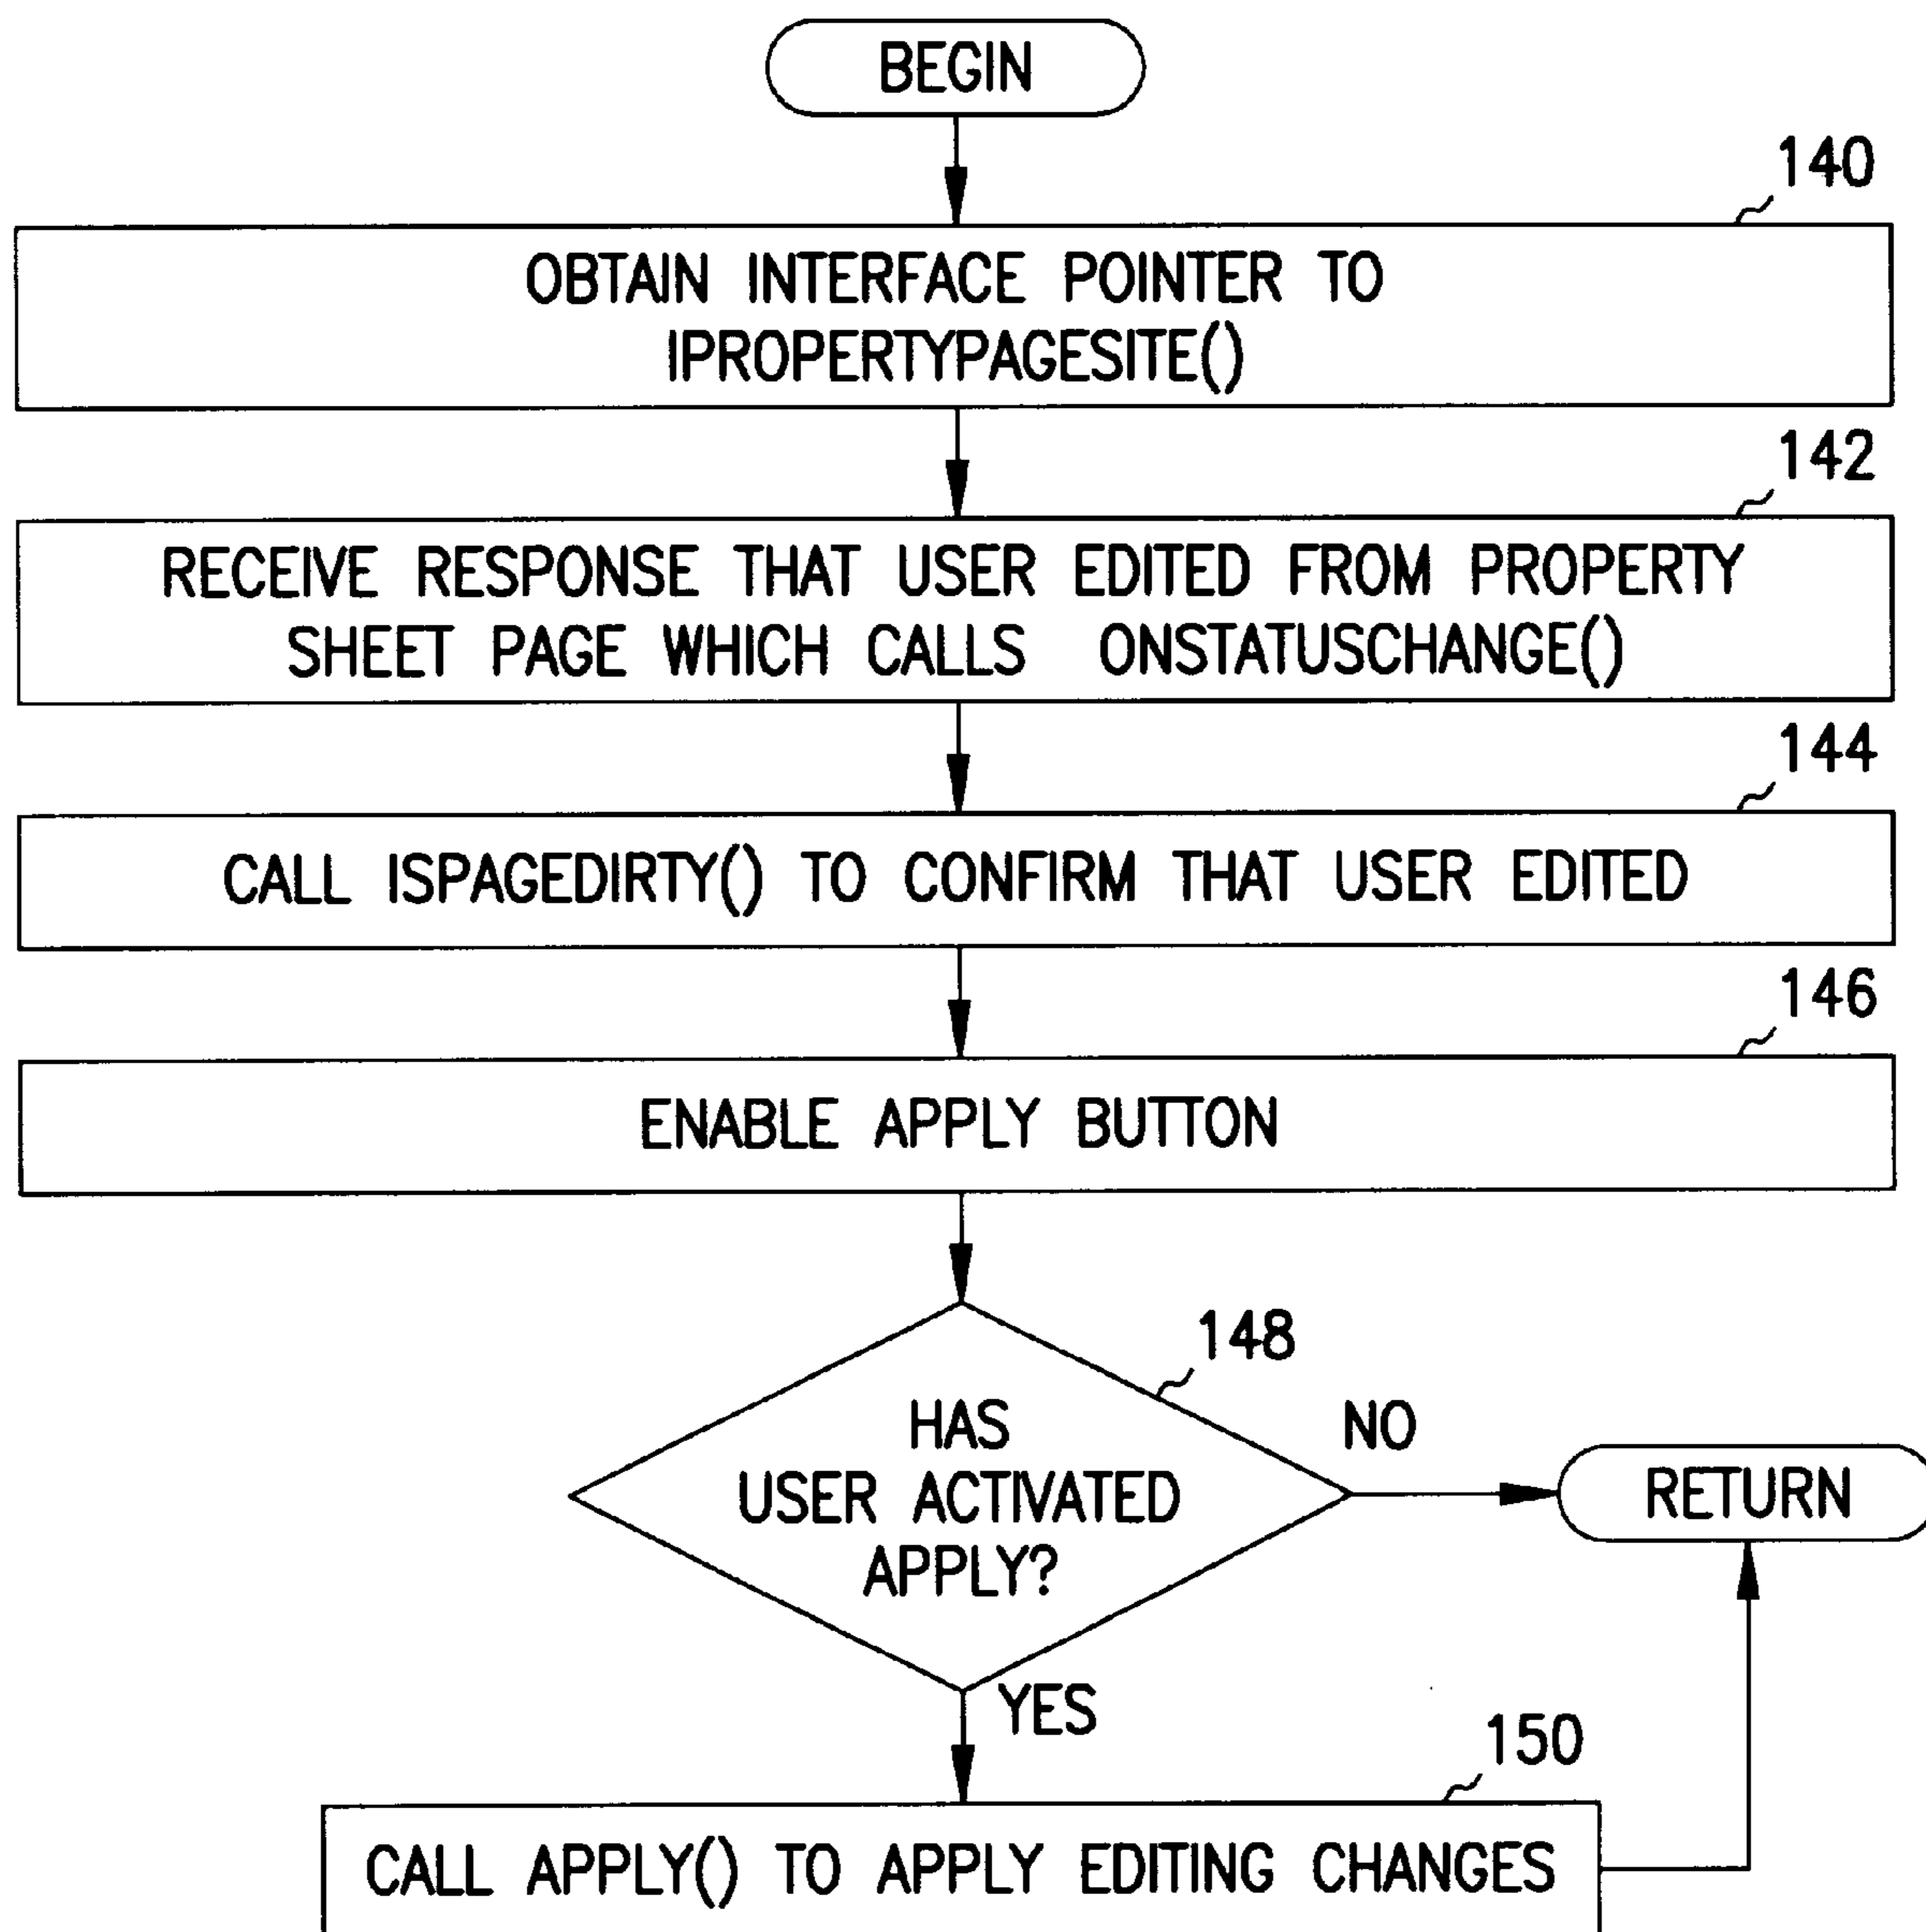 BEGIN
140
OBTAIN INTERFACE POINTER TO
IPROPERTYPAGESITE()
142
RECEIVE RESPONSE THAT USER EDITED FROM PROPERTY
SHEET PAGE WHICH CALLS ONSTATUSCHANGE()
144
CALL ISPAGEDIRTY() TO CONFIRM THAT USER EDITED
146
ENABLE APPLY BUTTON
148
HAS
USER ACTIVATED
APPLY?
NO
RETURN
YES
150
CALL APPLY() TO APPLY EDITING CHANGES